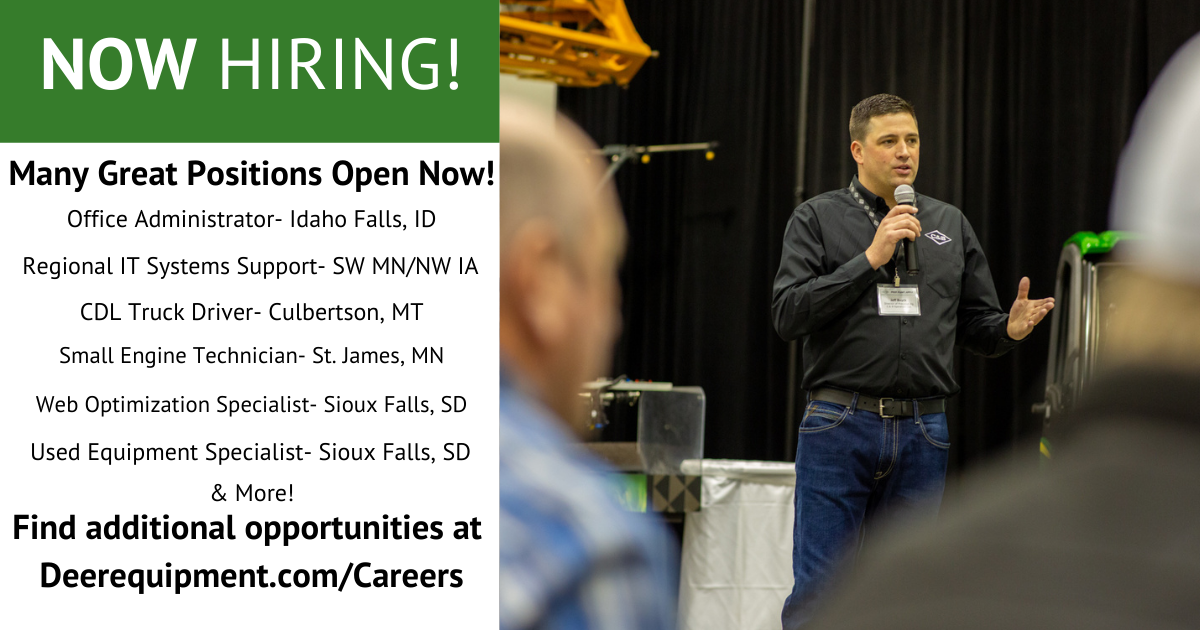 NOW HIRING!
Many Great Positions Open Now!
Office Administrator- Idaho Falls, ID
Regional IT Systems Support- SW MN/NW IA
CDL Truck Driver- Culbertson, MT
Small Engine Technician- St. James, MN
Web Optimization Specialist- Sioux Falls, SD
Used Equipment Specialist- Sioux Falls, SD
& More!
Find additional opportunities at
Deerequipment.com/Careers
C&B